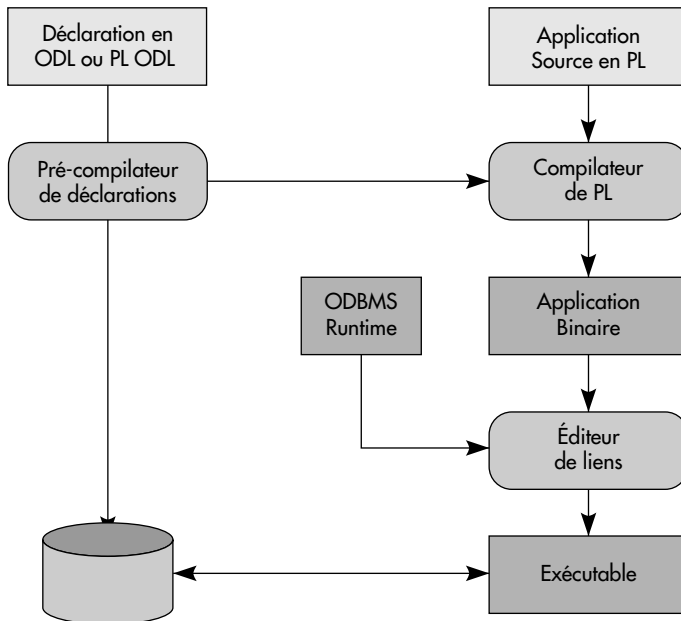 Déclaration en
ODL ou PL ODL
Application
Source en PL
Pré-compilateur
de déclarations
Compilateur
de PL
ODBMS
Runtime
Application
Binaire
Éditeur
de liens
Exécutable